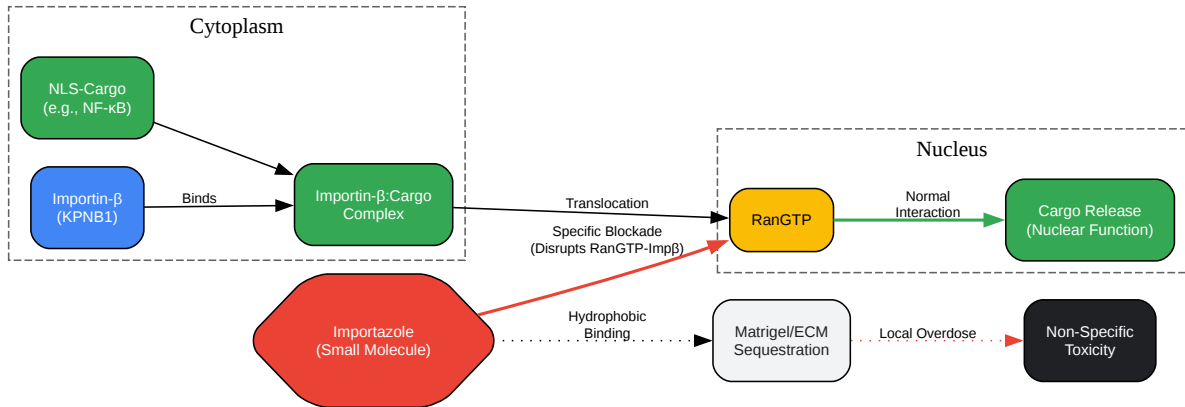 Cytoplasm
NLS-Cargo
(e.g., NF-κB)
Importin-β
(KPNB1)
Binds
Importin-β:Cargo
Complex
Translocation
Specific Blockade
(Disrupts RanGTP-Impβ)
Nucleus
RanGTP
Normal
Interaction
Cargo Release
(Nuclear Function)
Importazole
(Small Molecule)
Hydrophobic
Binding
Matrigel/ECM
Sequestration
Local Overdose
Non-Specific
Toxicity